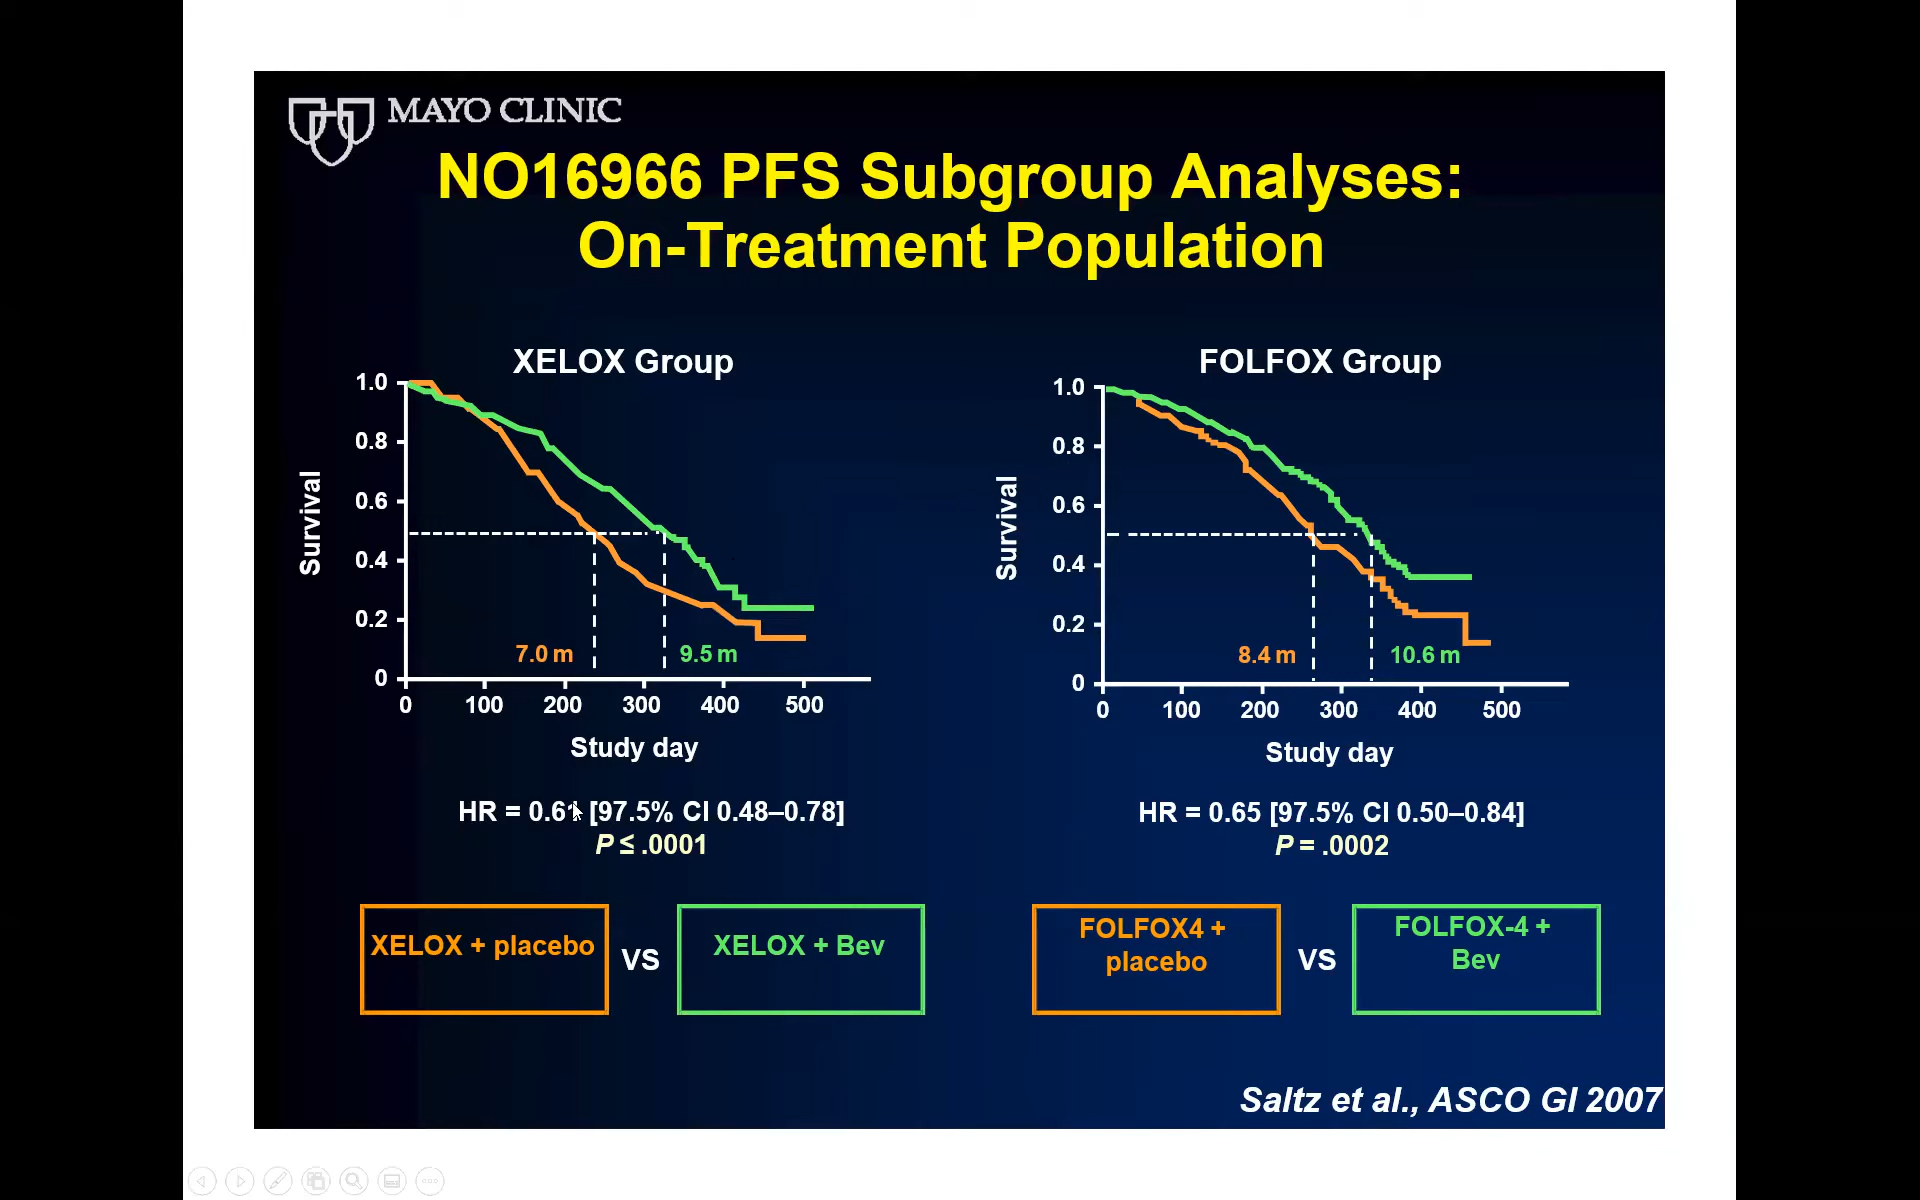 MAYO CLINIC
NO16966 PFS Subgroup Analyses:
On-Treatment Population
XELOX Group
1.0
0.8
0.6
0.4
0.2
0
Survival
7.0 m
9.5 m
0 100 200 300 400 500
Study day
HR = 0.61 [97.5% CI 0.48–0.78]
P ≤ .0001
XELOX + placebo
VS
XELOX + Bev
FOLFOX Group
1.0
0.8
0.6
0.4
0.2
0
Survival
8.4 m
10.6 m
0 100 200 300 400 500
Study day
HR = 0.65 [97.5% CI 0.50–0.84]
P = .0002
FOLFOX4 +
placebo
VS
FOLFOX-4 +
Bev
Saltz et al., ASCO GI 2007